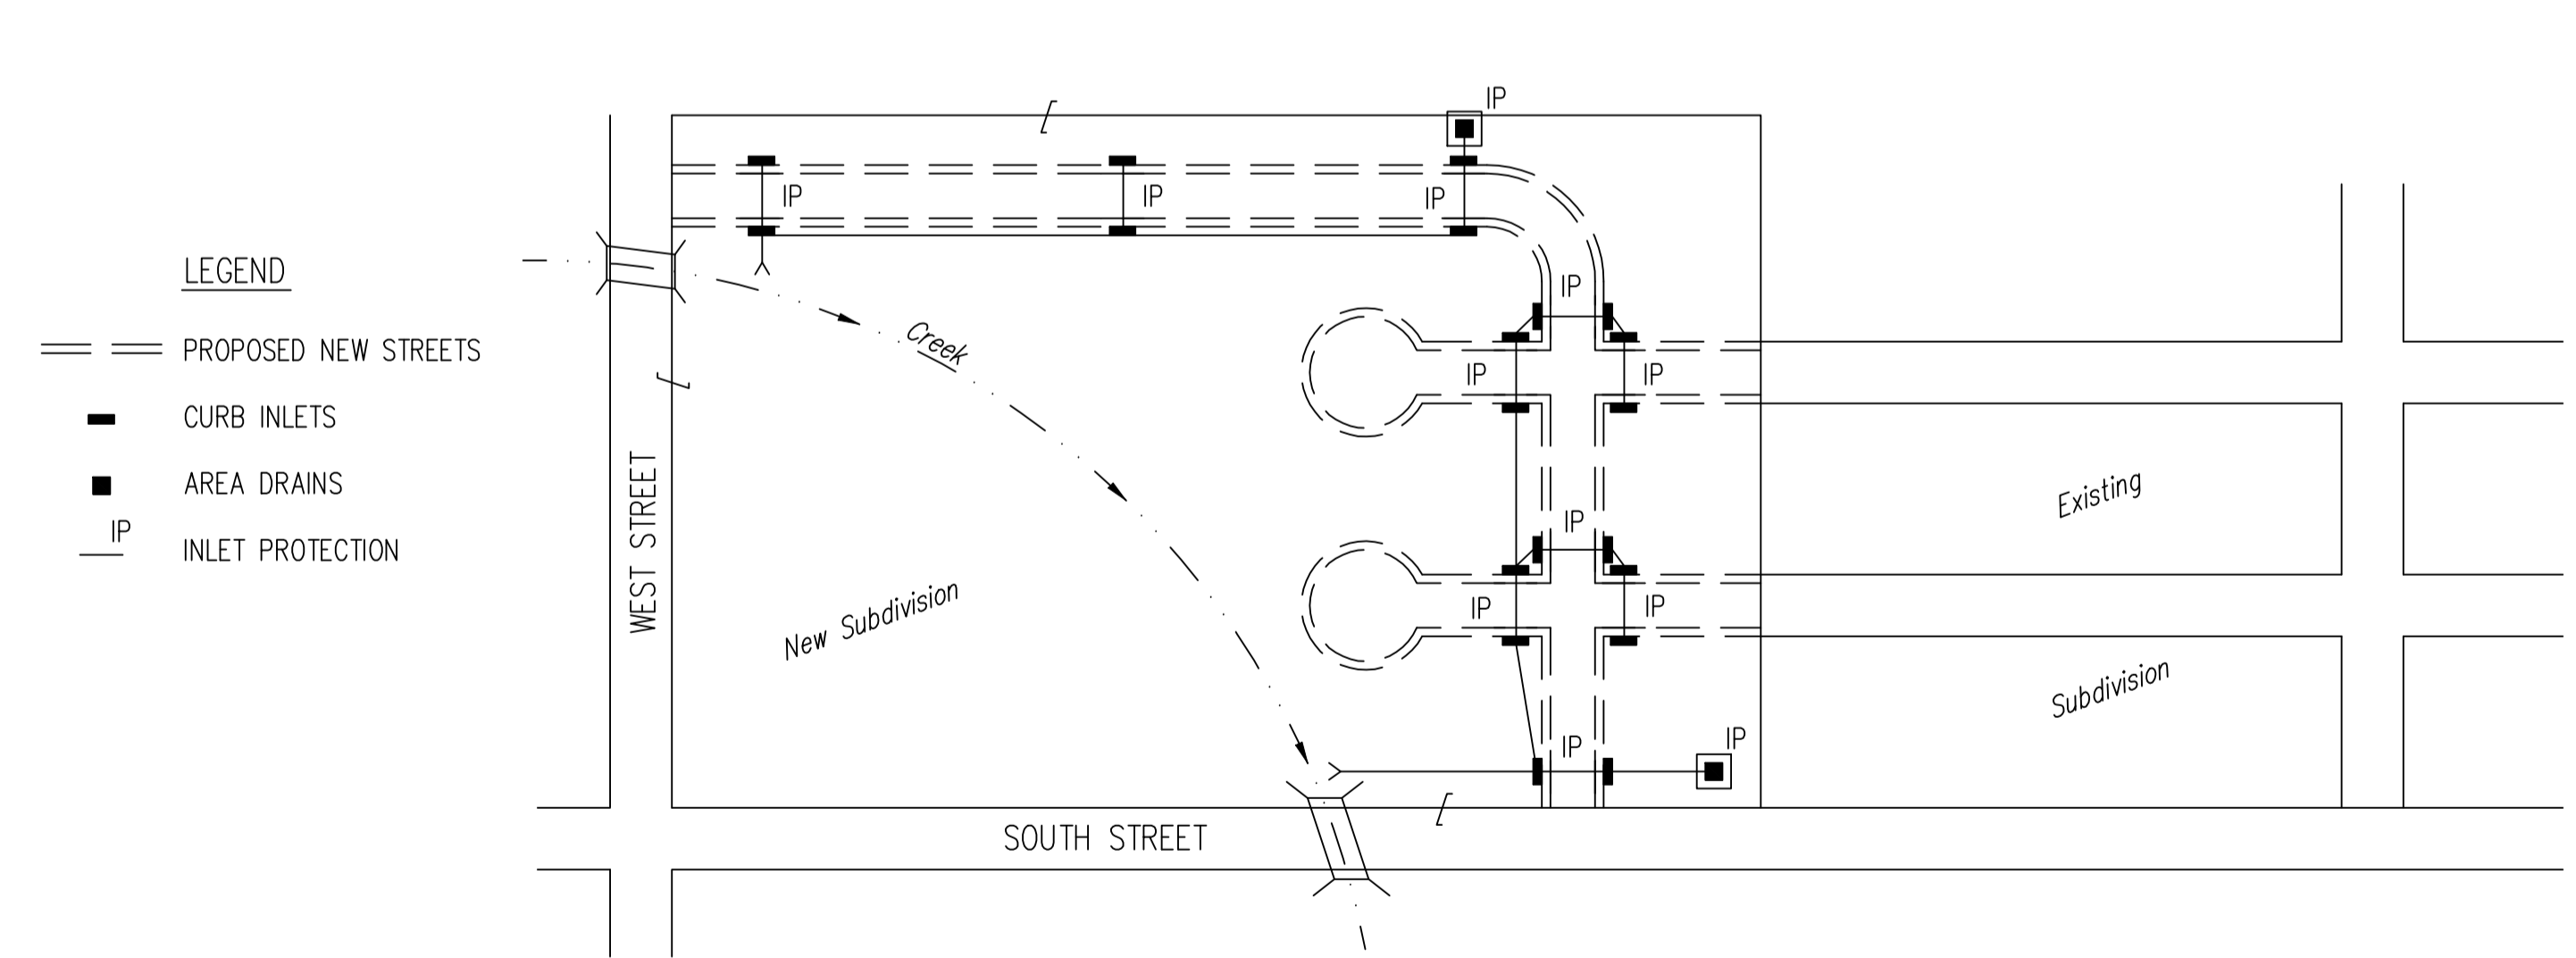 LEGEND
PROPOSED NEW STREETS
CURB INLETS
AREA DRAINS
IP
INLET PROTECTION
IP
IP
IP
IP
IP
IP
IP
Creek
WEST STREET
New Subdivision
IP
IP
IP
IP
IP
SOUTH STREET
Existing
Subdivision